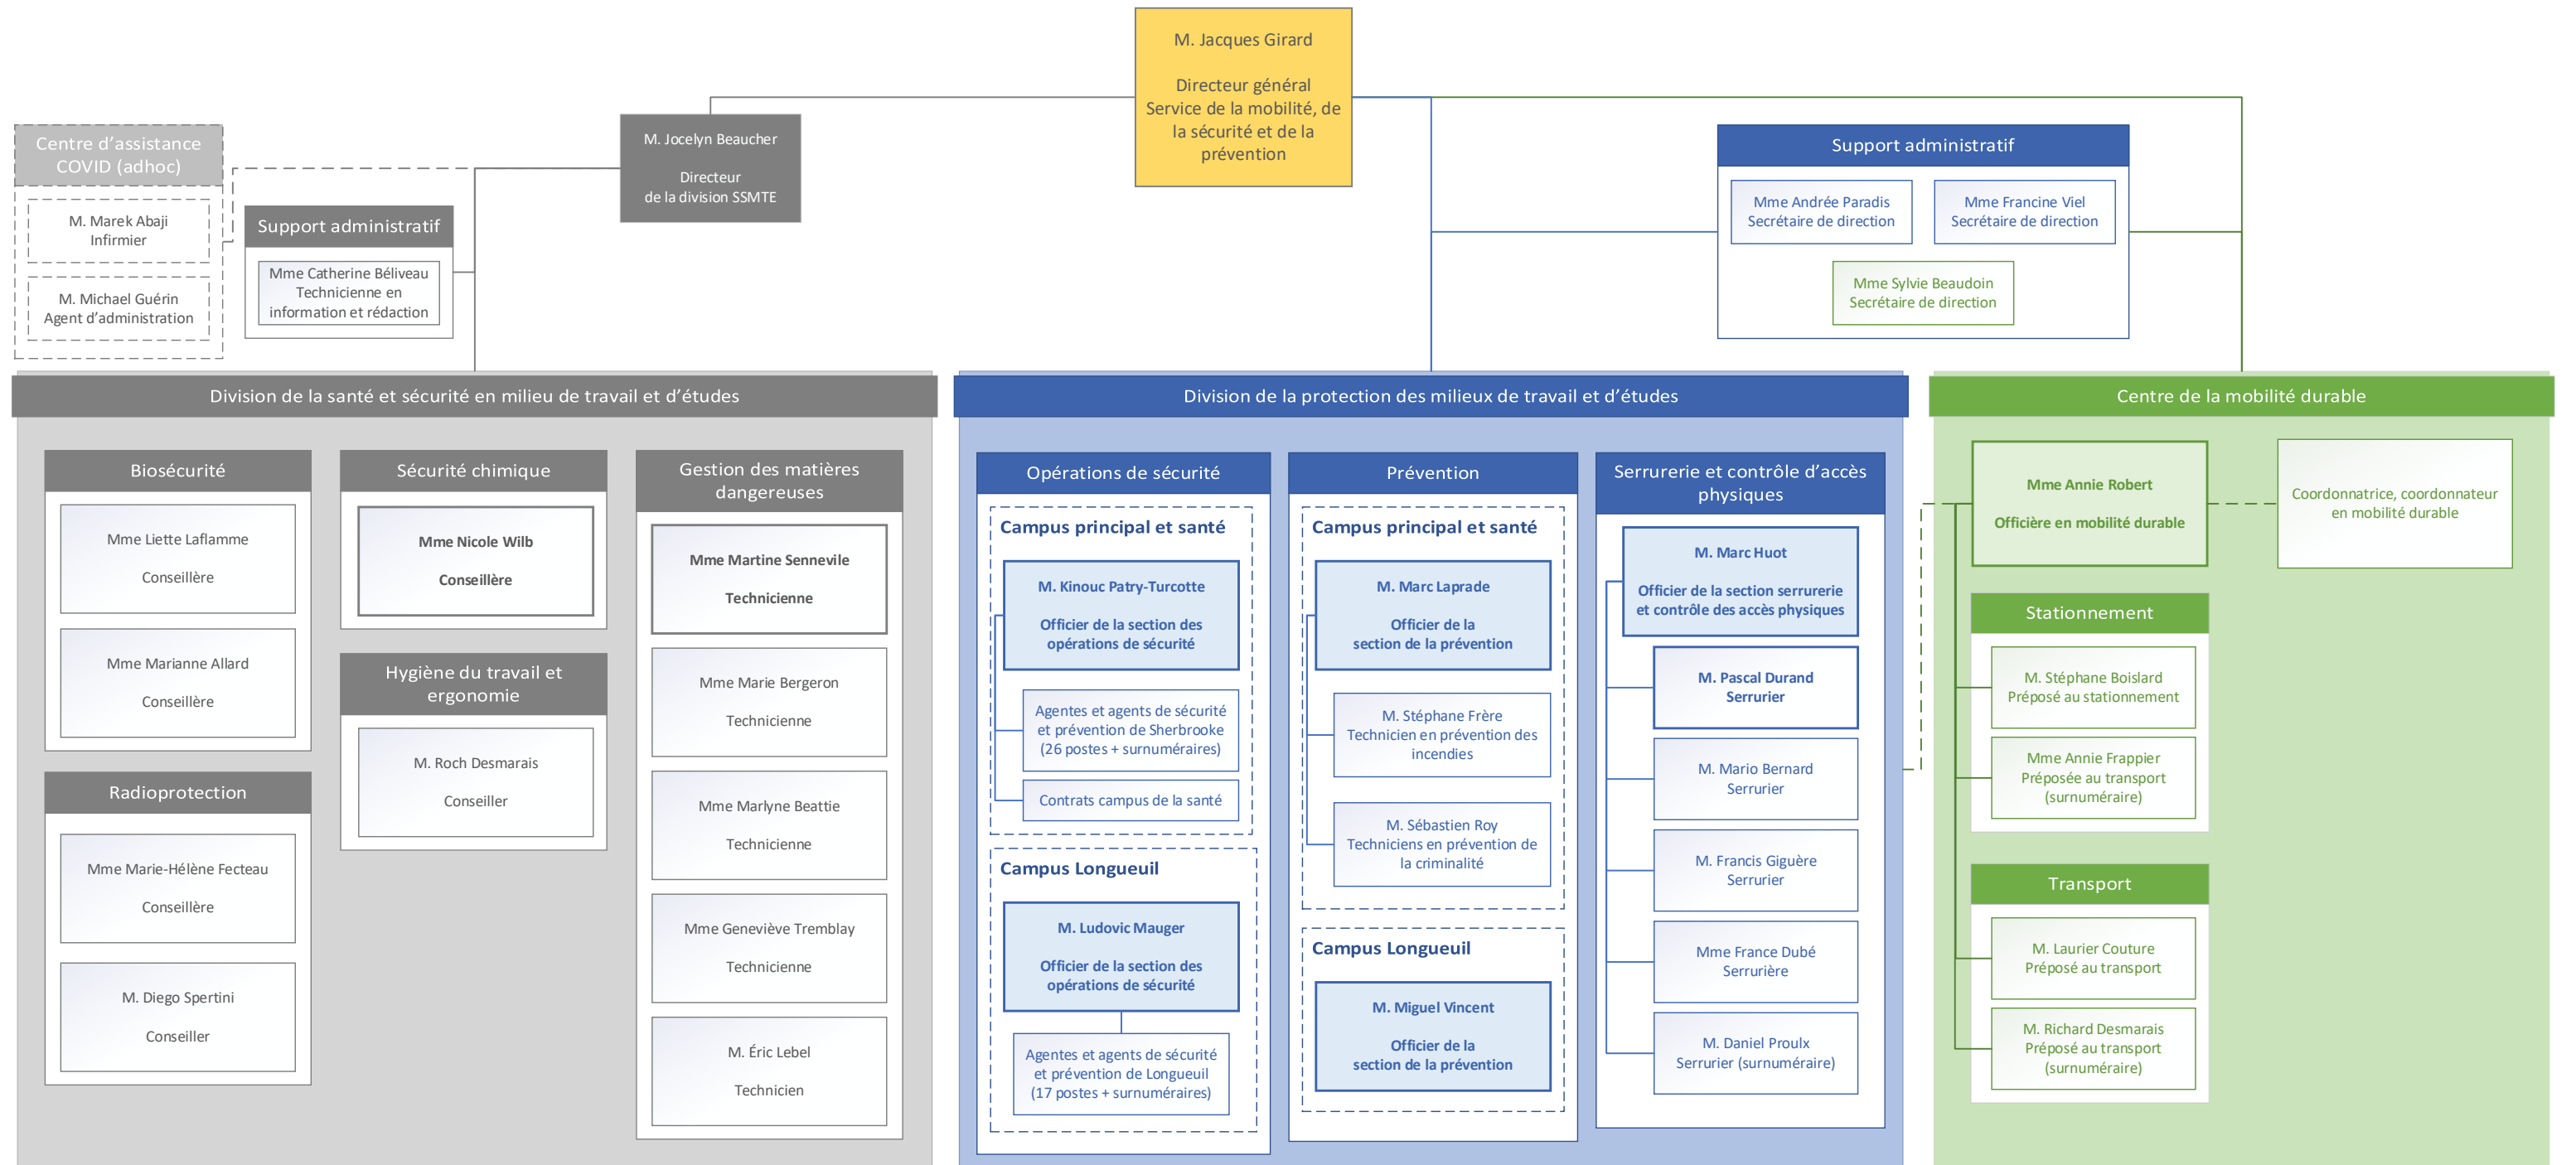 M. Jacques Girard
Directeur général
Service de la mobilité, de
la sécurité et de la
prévention
M. Jocelyn Beaucher
Directeur
de la division SSMTE
Centre d’assistance
COVID (adhoc)
M. Marek Abaji
Infirmier
M. Michael Guérin
Agent d’administration
Support administratif
Mme Catherine Béliveau
Technicienne en
information et rédaction
Support administratif
Mme Andrée Paradis
Secrétaire de direction
Mme Francine Viel
Secrétaire de direction
Mme Sylvie Beaudoin
Secrétaire de direction
Division de la santé et sécurité en milieu de travail et d’études
Biosécurité
Mme Liette Laflamme
Conseillère
Mme Marianne Allard
Conseillère
Radioprotection
Mme Marie-Hélène Fecteau
Conseillère
M. Diego Spertini
Conseiller
Sécurité chimique
Mme Nicole Wilb
Conseillère
Hygiène du travail et
ergonomie
M. Roch Desmarais
Conseiller
Gestion des matières
dangereuses
Mme Martine Sennevile
Technicienne
Mme Marie Bergeron
Technicienne
Mme Marlyne Beattie
Technicienne
Mme Geneviève Tremblay
Technicienne
M. Éric Lebel
Technicien
Division de la protection des milieux de travail et d’études
Opérations de sécurité
Campus principal et santé
M. Kinouc Patry-Turcotte
Officier de la section des
opérations de sécurité
Agentes et agents de sécurité
et prévention de Sherbrooke
(26 postes + surnuméraires)
Contrats campus de la santé
Campus Longueuil
M. Ludovic Mauger
Officier de la section des
opérations de sécurité
Agentes et agents de sécurité
et prévention de Longueuil
(17 postes + surnuméraires)
Prévention
Campus principal et santé
M. Marc Laprade
Officier de la
section de la prévention
M. Stéphane Frère
Technicien en prévention des
incendies
M. Sébastien Roy
Techniciens en prévention de
la criminalité
Campus Longueuil
M. Miguel Vincent
Officier de la
section de la prévention
Serrurerie et contrôle d’accès
physiques
M. Marc Huot
Officier de la section serrurerie
et contrôle des accès physiques
M. Pascal Durand
Serrurier
M. Mario Bernard
Serrurier
M. Francis Giguère
Serrurier
Mme France Dubé
Serrurière
M. Daniel Proulx
Serrurier (surnuméraire)
Centre de la mobilité durable
Mme Annie Robert
Officière en mobilité durable
Coordonnatrice, coordonnateur
en mobilité durable
Stationnement
M. Stéphane Boislard
Préposé au stationnement
Mme Annie Frappier
Préposée au transport
(surnuméraire)
Transport
M. Laurier Couture
Préposé au transport
M. Richard Desmarais
Préposé au transport
(surnuméraire)